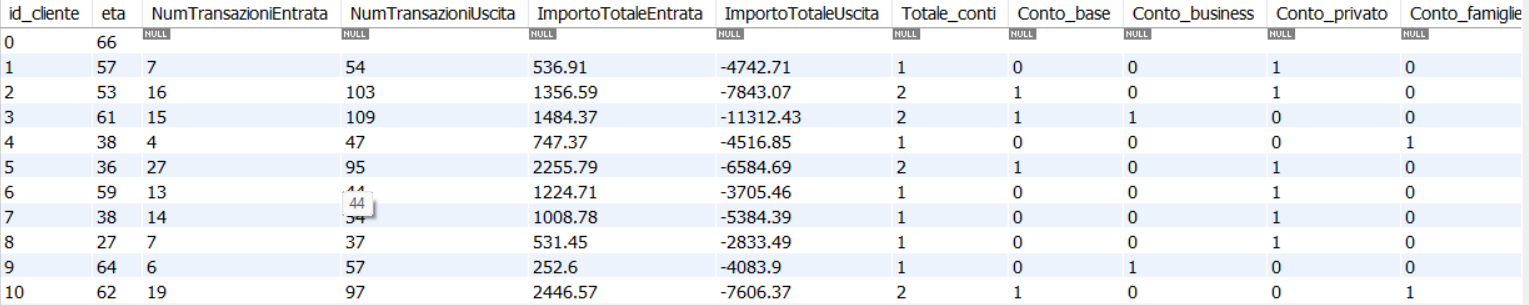 id_cliente eta NumTransazioniEntrata NumTransazioniUscita ImportoTotaleEntrata ImportoTotaleUscita Totale_conti Conto_base Conto_business Conto_privato Conto_famiglie
0 66 NULL NULL NULL NULL NULL NULL NULL NULL NULL
1 57 7 54 536.91 -4742.71 1 0 0 1 0
2 53 16 103 1356.59 -7843.07 2 1 0 1 0
3 61 15 109 1484.37 -11312.43 2 1 1 0 0
4 38 4 47 747.37 -4516.85 1 0 0 0 1
5 36 27 95 2255.79 -6584.69 2 1 0 1 0
6 59 13 44 1224.71 -3705.46 1 0 0 1 0
44
7 38 14 54 1008.78 -5384.39 1 0 0 1 0
8 27 7 37 531.45 -2833.49 1 0 0 1 0
9 64 6 57 252.6 -4083.9 1 0 1 0 0
10 62 19 97 2446.57 -7606.37 2 1 0 0 1